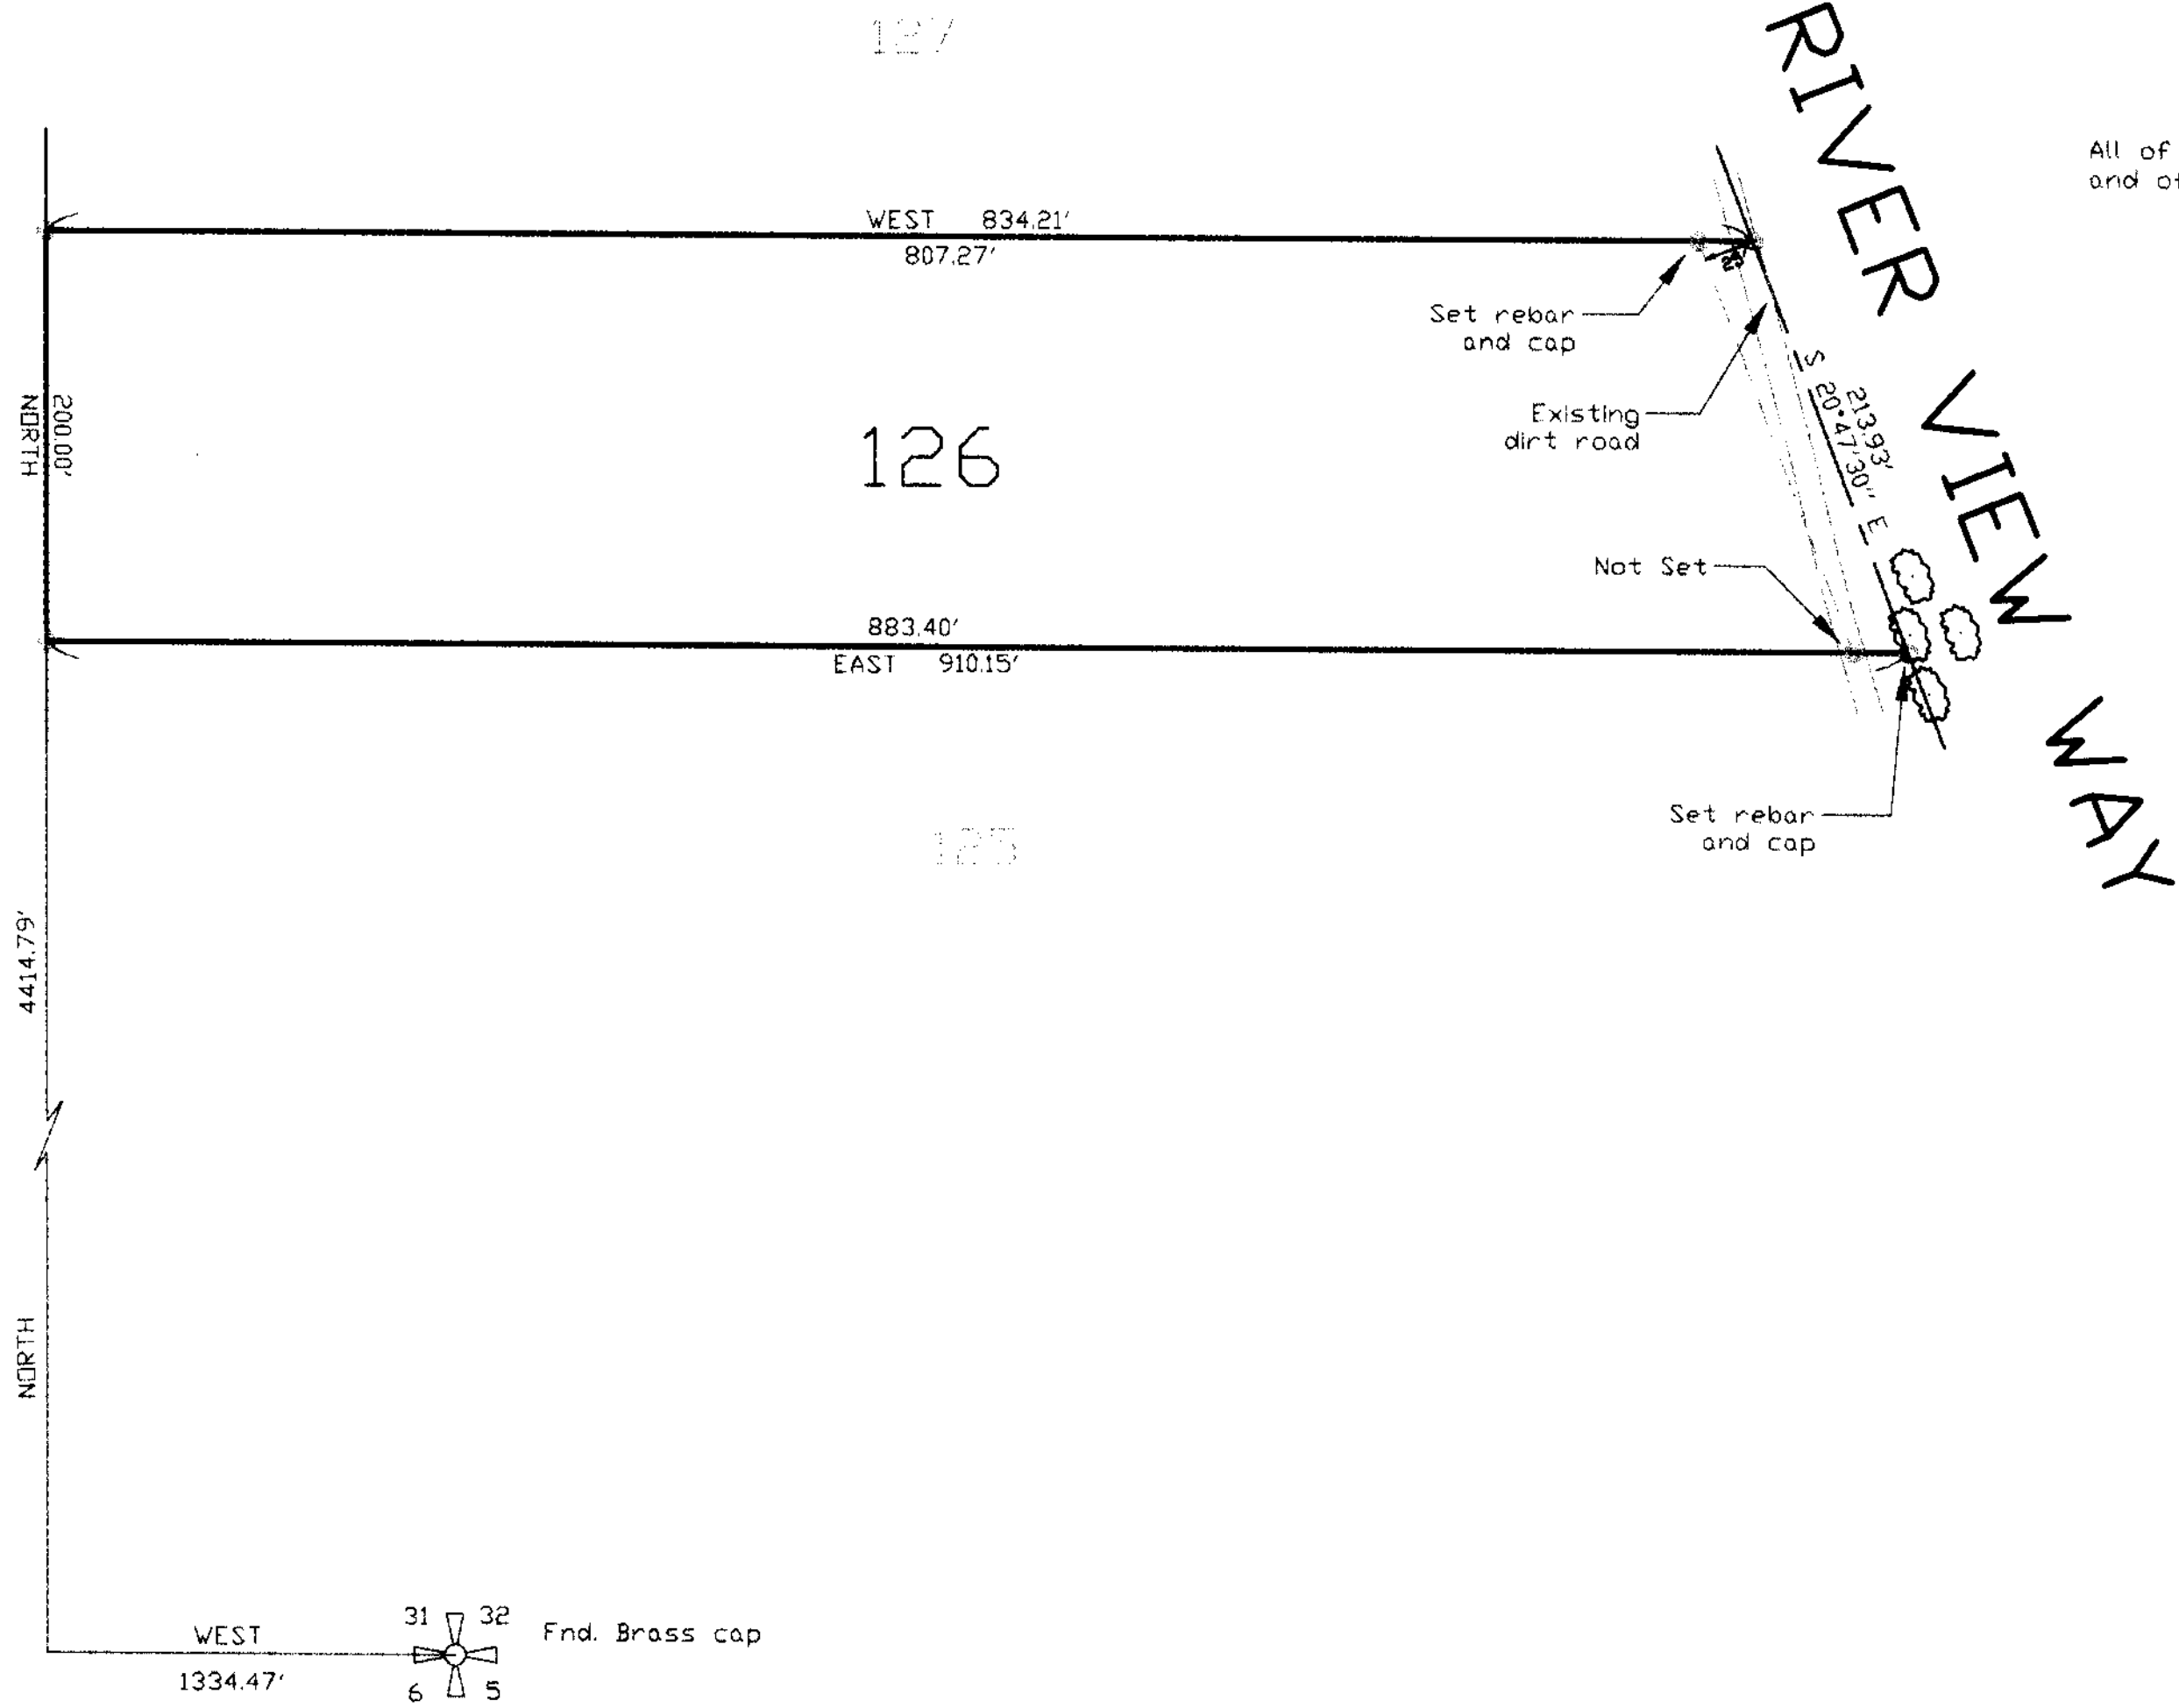 127
RIVER VIEW WAY
All of
and of
WEST 834.21'
807.27'
Set rebar
and cap
Existing
dirt road
213.93'
S 20°47'30" E
200.00'
NORTH
126
Not Set
883.40'
EAST 910.15'
Set rebar
and cap
125
4414.79'
NORTH
31 32
Fnd. Brass cap
WEST
1334.47'
6 5